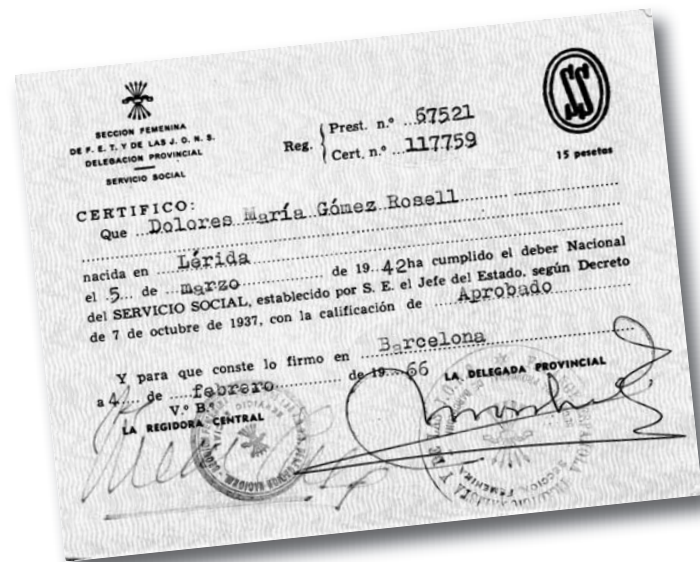 SECCION FEMENINA
DE F. E. T. Y DE LAS J. O. N. S.
DELEGACION PROVINCIAL
SERVICIO SOCIAL
Reg.
Prest. n.º 67521
Cert. n.º 117759
SS
15 pesetas
CERTIFICO:
Que Dolores María Gómez Rosell
nacida en Lérida
el 5 de marzo de 19 42 ha cumplido el deber Nacional
del SERVICIO SOCIAL, establecido por S. E. el Jefe del Estado, según Decreto
de 7 de octubre de 1937, con la calificación de Aprobado
Y para que conste lo firmo en Barcelona
a 4 de febrero de 19 66
V.º B.º
LA REGIDORA CENTRAL
LA DELEGADA PROVINCIAL
SECCION FEMENINA